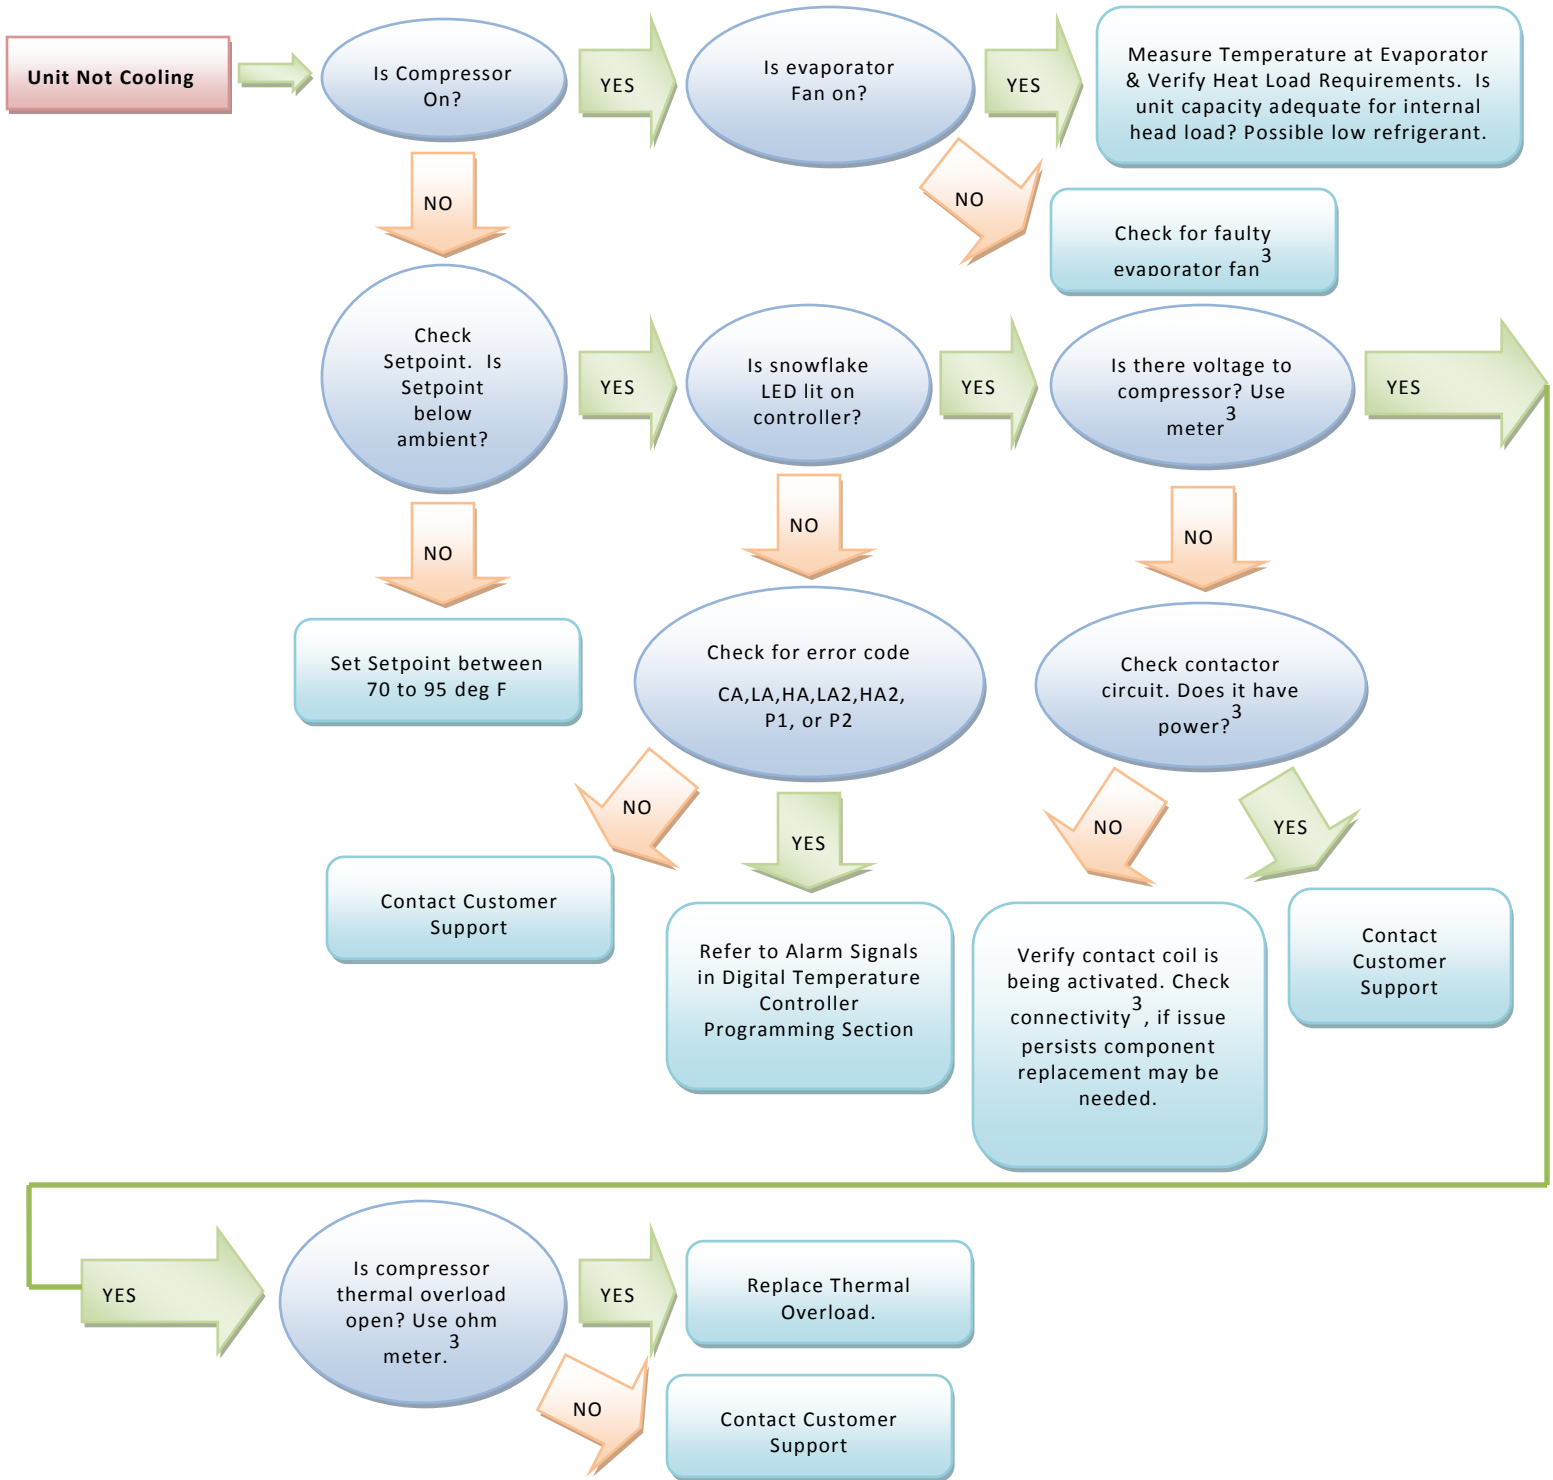 Unit Not Cooling
Is Compressor
On?
YES
Is evaporator
Fan on?
YES
Measure Temperature at Evaporator
& Verify Heat Load Requirements. Is
unit capacity adequate for internal
head load? Possible low refrigerant.
NO
NO
Check for faulty
evaporator fan3
Check
Setpoint. Is
Setpoint
below
ambient?
YES
Is snowflake
LED lit on
controller?
YES
Is there voltage to
compressor? Use
meter3
YES
NO
NO
NO
Set Setpoint between
70 to 95 deg F
Check for error code
CA,LA,HA,LA2,HA2,
P1, or P2
Check contactor
circuit. Does it have
power?3
NO
YES
NO
YES
Contact Customer
Support
Refer to Alarm Signals
in Digital Temperature
Controller
Programming Section
Verify contact coil is
being activated. Check
connectivity3, if issue
persists component
replacement may be
needed.
Contact
Customer
Support
YES
Is compressor
thermal overload
open? Use ohm
meter.3
YES
Replace Thermal
Overload.
NO
Contact Customer
Support